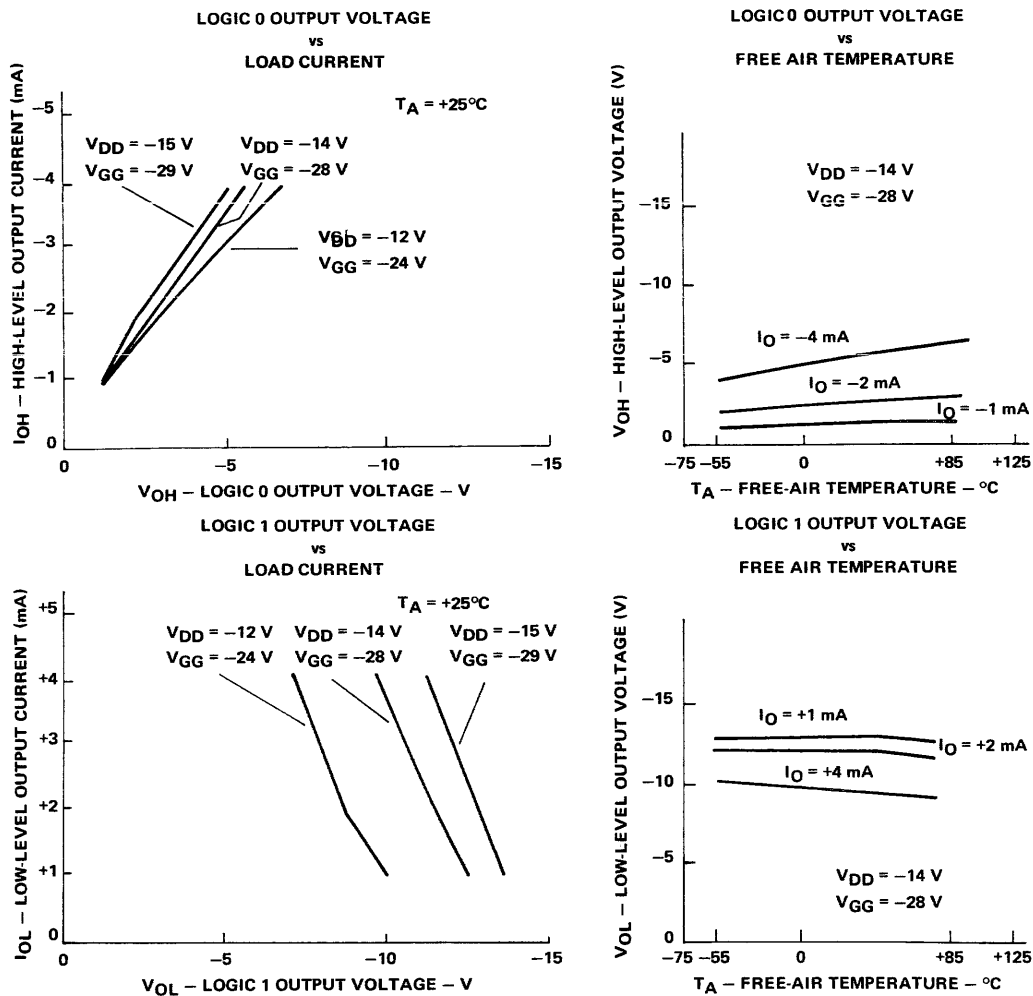 LOGIC 0 OUTPUT VOLTAGE
vs
LOAD CURRENT
TA = +25°C
VDD = −15 V
VGG = −29 V
VDD = −14 V
VGG = −28 V
VDD = −12 V
VGG = −24 V
IOH − HIGH-LEVEL OUTPUT CURRENT (mA)
−5
−4
−3
−2
−1
0
0 −5 −10 −15
VOH − LOGIC 0 OUTPUT VOLTAGE − V
LOGIC 0 OUTPUT VOLTAGE
vs
FREE AIR TEMPERATURE
VDD = −14 V
VGG = −28 V
VOH − HIGH-LEVEL OUTPUT VOLTAGE (V)
−15
−10
−5
0
IO = −4 mA
IO = −2 mA
IO = −1 mA
−75 −55 0 +85 +125
TA − FREE-AIR TEMPERATURE − °C
LOGIC 1 OUTPUT VOLTAGE
vs
LOAD CURRENT
TA = +25°C
VDD = −12 V
VGG = −24 V
VDD = −14 V
VGG = −28 V
VDD = −15 V
VGG = −29 V
IOL − LOW-LEVEL OUTPUT CURRENT (mA)
+5
+4
+3
+2
+1
0
0 −5 −10 −15
VOL − LOGIC 1 OUTPUT VOLTAGE − V
LOGIC 1 OUTPUT VOLTAGE
vs
FREE AIR TEMPERATURE
VOL − LOW-LEVEL OUTPUT VOLTAGE (V)
−15
−10
−5
0
IO = +1 mA
IO = +2 mA
IO = +4 mA
VDD = −14 V
VGG = −28 V
−75 −55 0 +85 +125
TA − FREE-AIR TEMPERATURE − °C